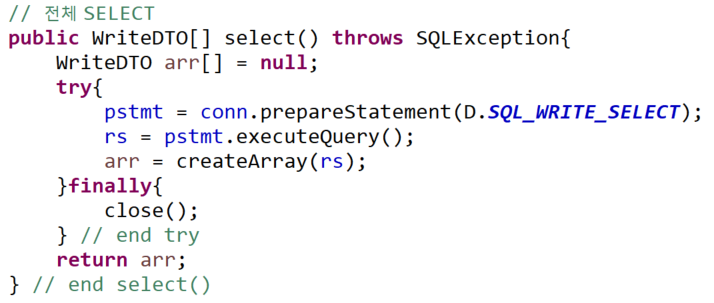 // 전체 SELECT
public WriteDTO[] select() throws SQLException{
    WriteDTO arr[] = null;
    try{
        pstmt = conn.prepareStatement(D.SQL_WRITE_SELECT);
        rs = pstmt.executeQuery();
        arr = createArray(rs);
    }finally{
        close();
    } // end try
    return arr;
} // end select()